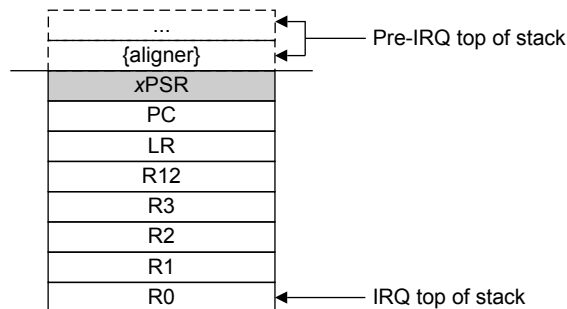 ...
Pre-IRQ top of stack
{aligner}
xPSR
PC
LR
R12
R3
R2
R1
R0
IRQ top of stack